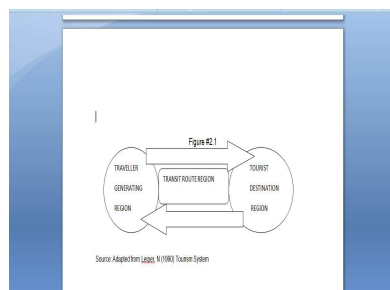 Figure #2.1
TRAVELLER
GENERATING
REGION
TRANSIT ROUTE REGION
TOURIST
DESTINATION
REGION
Source: Adapted from Leiper, N (1990) Tourism System